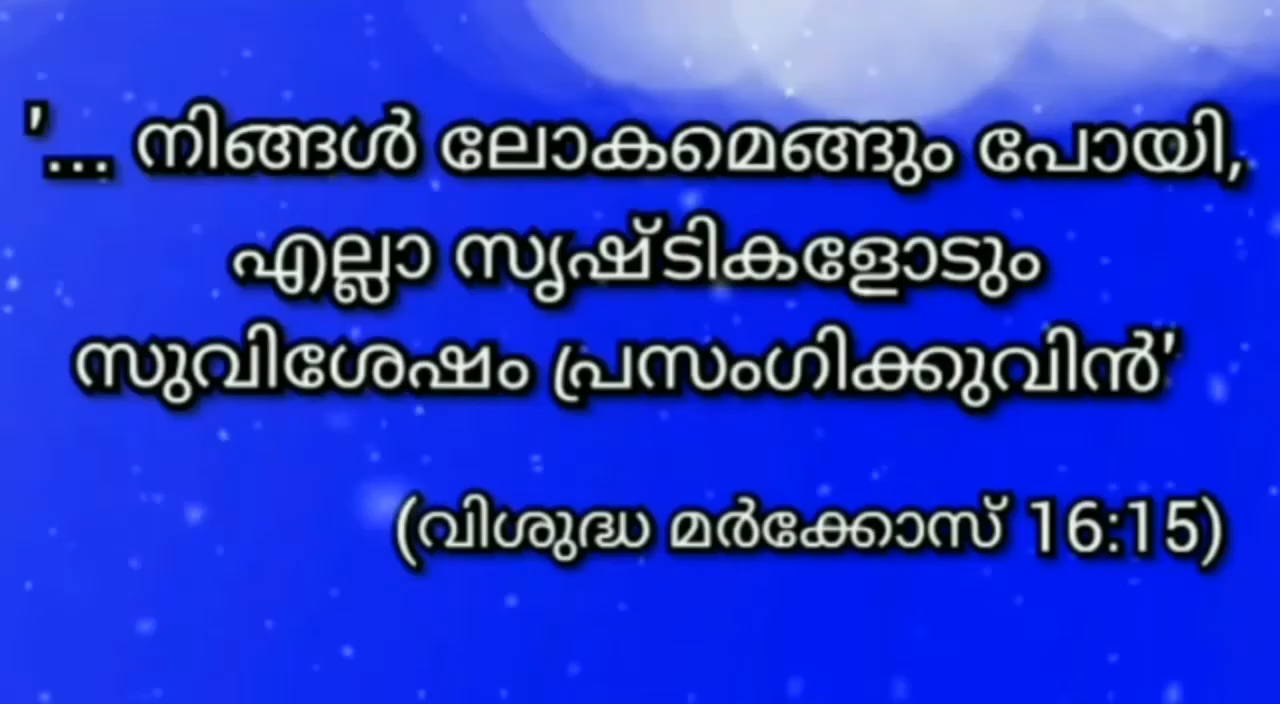 '... നിങ്ങൾ ലോകമെങ്ങും പോയി,
എല്ലാ സൃഷ്ടികളോടും
സുവിശേഷം പ്രസംഗിക്കുവിൻ'
(വിശുദ്ധ മർക്കോസ് 16:15)